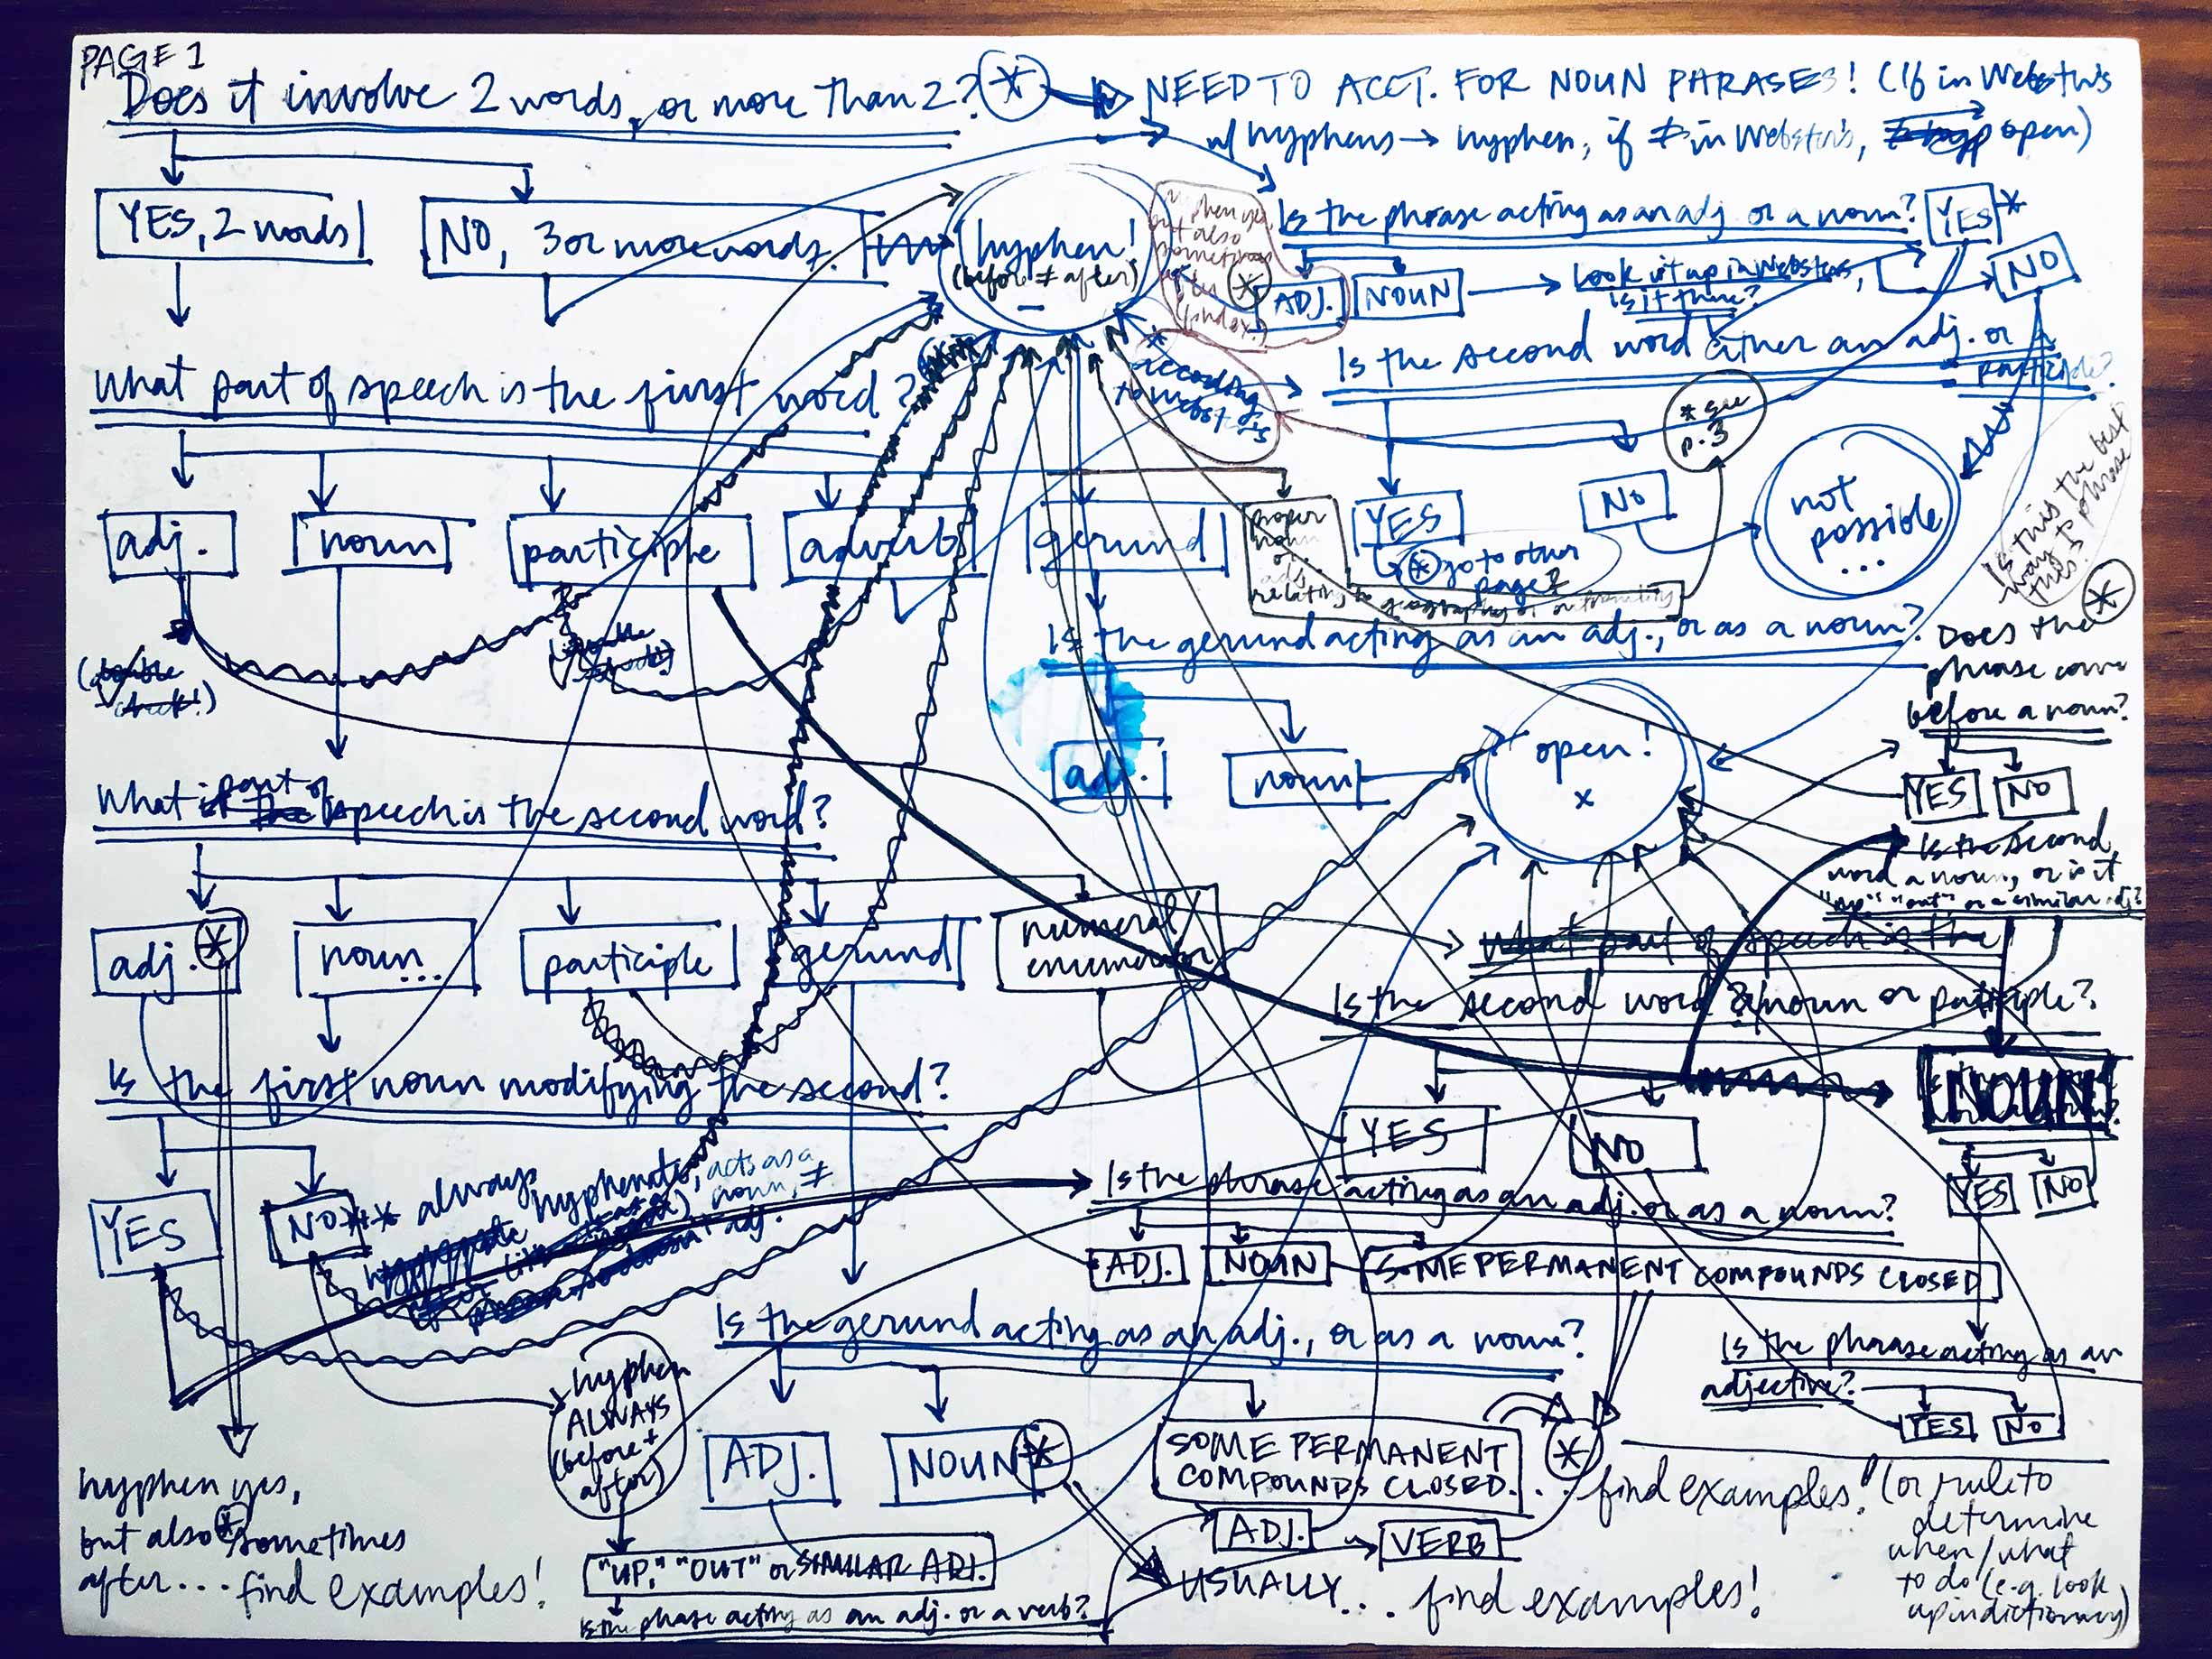 PAGE 1
Does it involve 2 words, or more than 2? *
NEED TO ACCT. FOR NOUN PHRASES! (If in Webster's
w/ hyphens → hyphen, if ≠ in Webster's, open)
YES, 2 words
NO, 3 or more words.
hyphen!
(before ≠ after)
–
hyphen yes,
but also
sometimes
*
Is the phrase acting as an adj. or a noun?
YES *
NO
ADJ.
NOUN
Look it up in Websters,
is it there?
What part of speech is the first word?
* according
to Webster's
Is the second word either an adj. or
participle?
* see
p. 3
adj.
noun
participle
adverb
gerund
proper
noun
or
relating to geography or
YES
* go to other
page 2
No
not
possible
...
Is this the best
way to phrase
this?
*
(double
check!)
Is the gerund acting as an adj., or as a noun?
Does the
phrase come
before a noun?
YES
NO
adj.
noun
open!
x
What part of speech is the second word?
Is the second
word a noun, or is it
"up" "out" or a similar adj?
adj. *
noun...
participle
gerund
numeral/
enumerator
What part of speech is the
Is the second word a noun or participle?
Is the first noun modifying the second?
YES
NO
NOUN
YES
NO
YES
NO
** always
hyphenate, acts as a
noun, ≠
adj.
Is the phrase acting as an adj. or as a noun?
ADJ.
NOUN
SOME PERMANENT COMPOUNDS CLOSED
Is the gerund acting as an adj., or as a noun?
Is the phrase acting as an
adjective?
YES
NO
hyphen
ALWAYS
(before +
after)
ADJ.
NOUN *
SOME PERMANENT
COMPOUNDS CLOSED...
*
find examples! (or rule to
determine
when/what
to do (e.g. look
up in dictionary)
hyphen yes,
but also * sometimes
after... find examples!
ADJ.
VERB
"UP," "OUT" or SIMILAR ADJ.
Is the phrase acting as an adj. or a verb?
USUALLY... find examples!